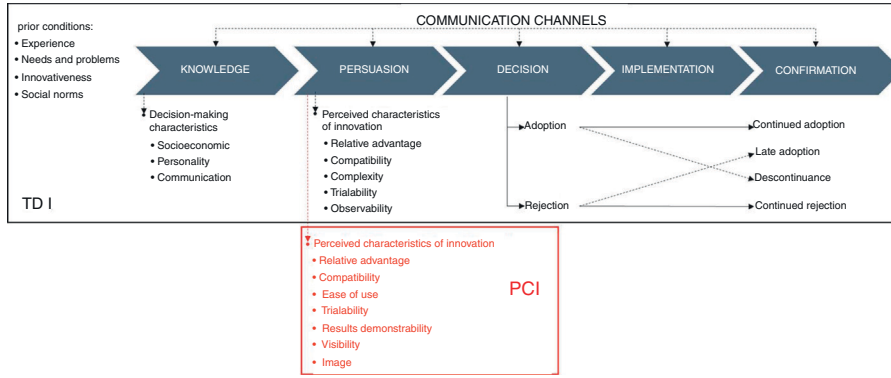 COMMUNICATION CHANNELS
prior conditions:
• Experience
• Needs and problems
• Innovativeness
• Social norms
KNOWLEDGE
PERSUASION
DECISION
IMPLEMENTATION
CONFIRMATION
Decision-making
characteristics
• Socioeconomic
• Personality
• Communication
Perceived characteristics
of innovation
• Relative advantage
• Compatibility
• Complexity
• Trialability
• Observability
Adoption
Rejection
Continued adoption
Late adoption
Descontinuance
Continued rejection
TD I
Perceived characteristics of innovation
• Relative advantage
• Compatibility
• Ease of use
• Trialability
• Results demonstrability
• Visibility
• Image
PCI